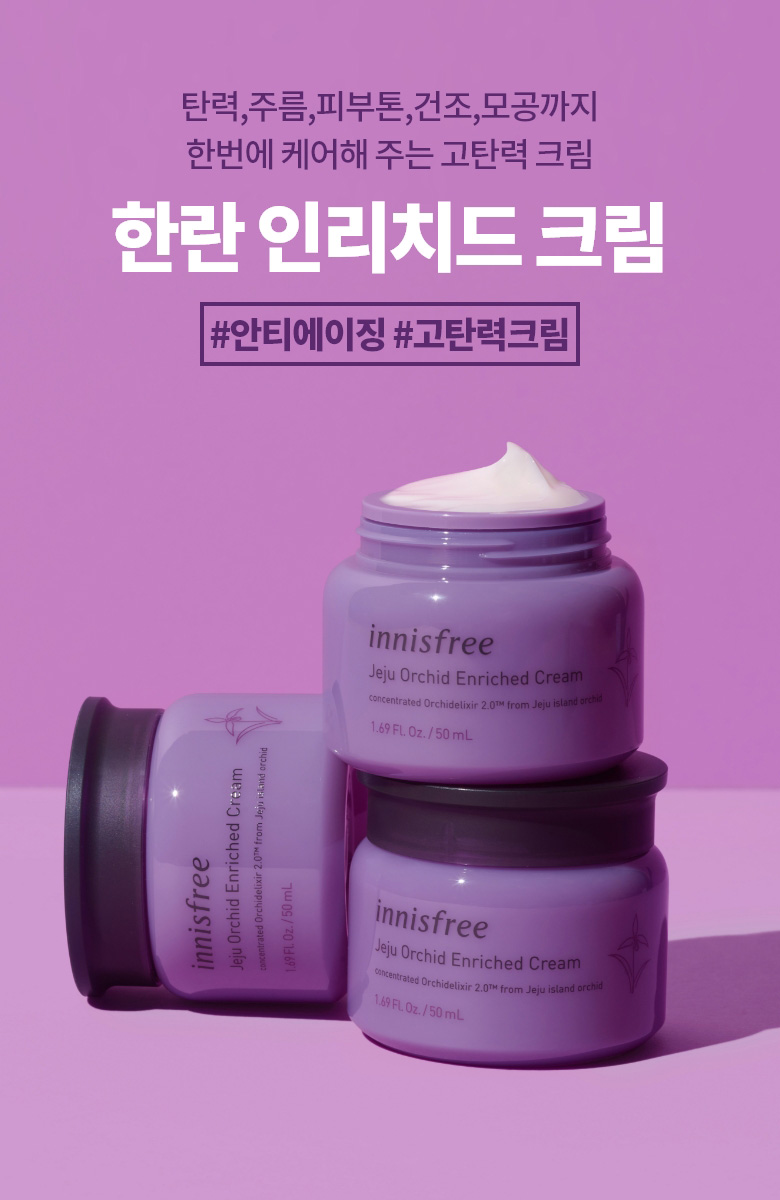 탄력,주름,피부톤,건조,모공까지
한번에 케어해 주는 고탄력 크림
한란 인리치드 크림
#안티에이징 #고탄력크림
innisfree
Jeju Orchid Enriched Cream
concentrated Orchidelixir 2.0™ from Jeju island orchid
1.69 FL. Oz. / 50 mL
innisfree
Jeju Orchid Enriched Cream
concentrated Orchidelixir 2.0™ from Jeju island orchid
1.69 FL. Oz. / 50 mL
innisfree
Jeju Orchid Enriched Cream
concentrated Orchidelixir 2.0™ from Jeju island orchid
1.69 FL. Oz. / 50 mL